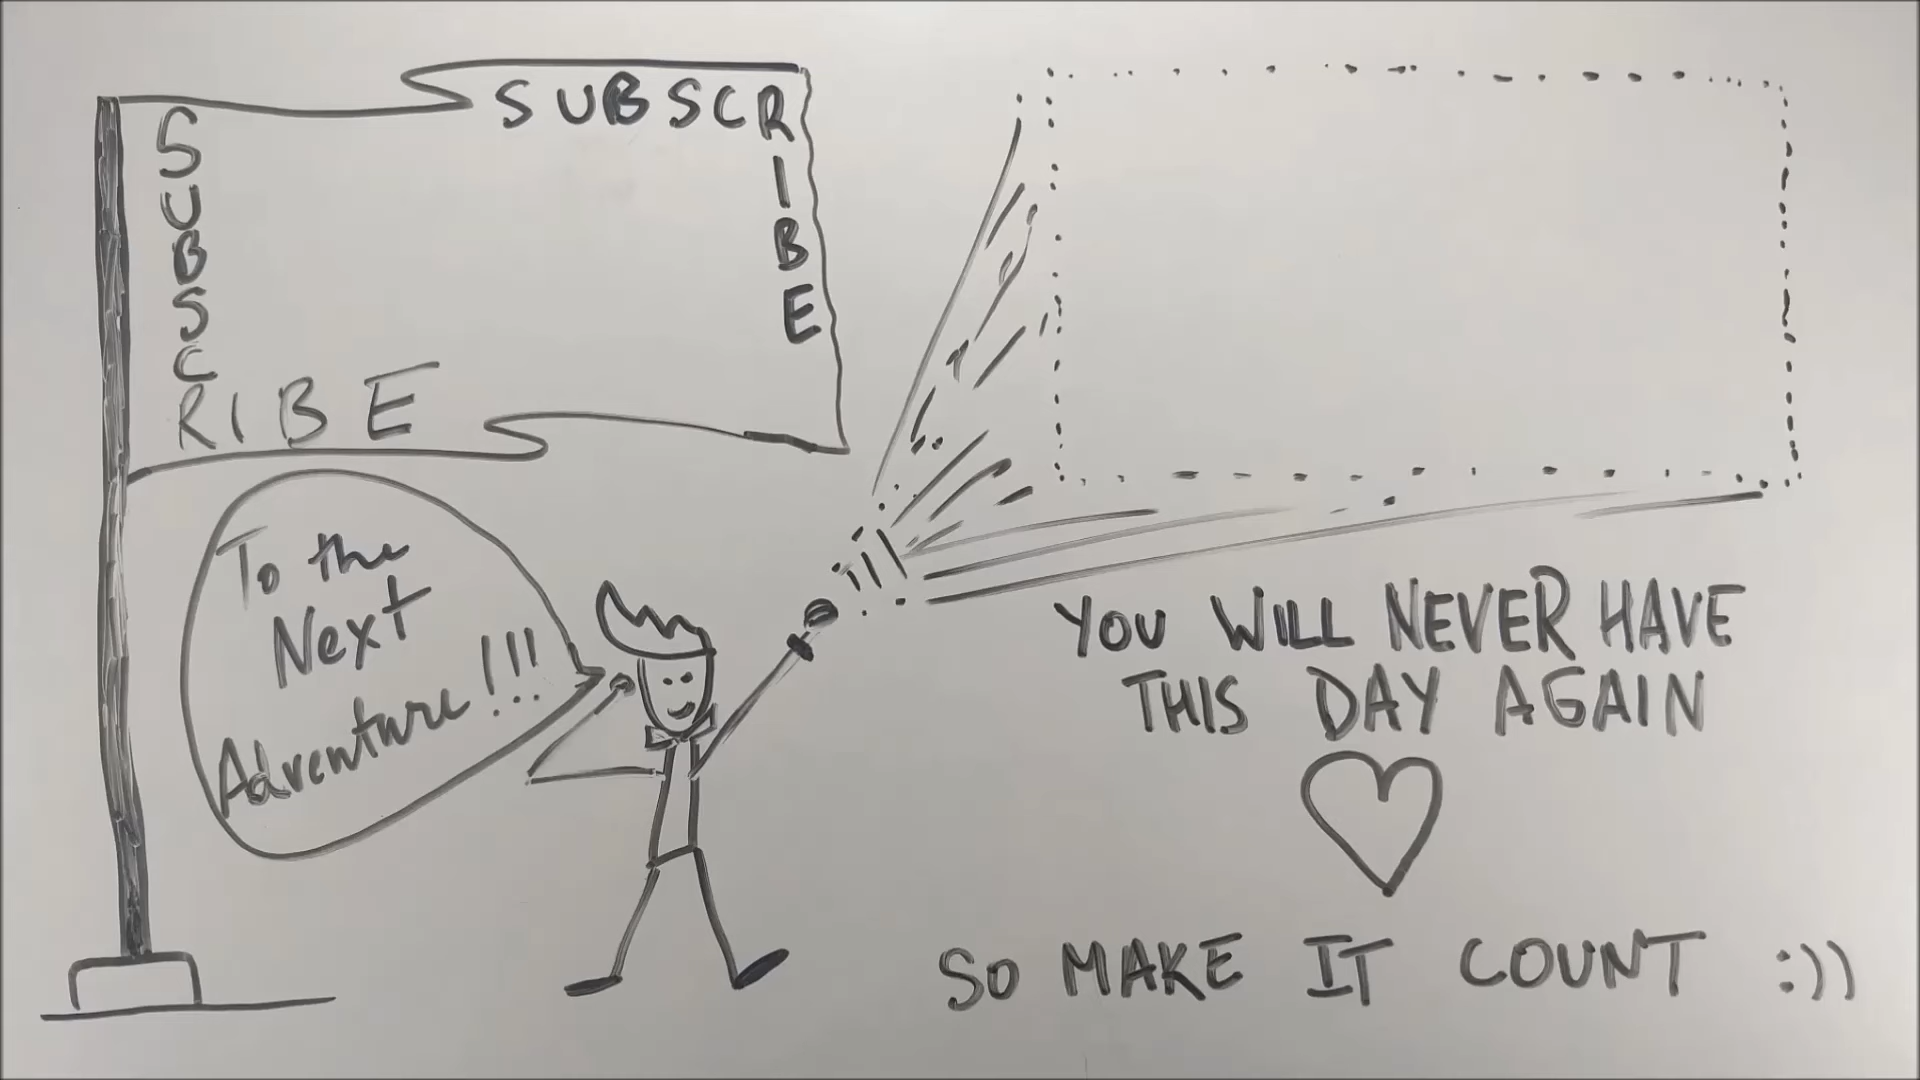 SUBSCRIBE
SUBSCRIBE
To the
Next
Adventure!!!
YOU WILL NEVER HAVE
THIS DAY AGAIN
SO MAKE IT COUNT :))